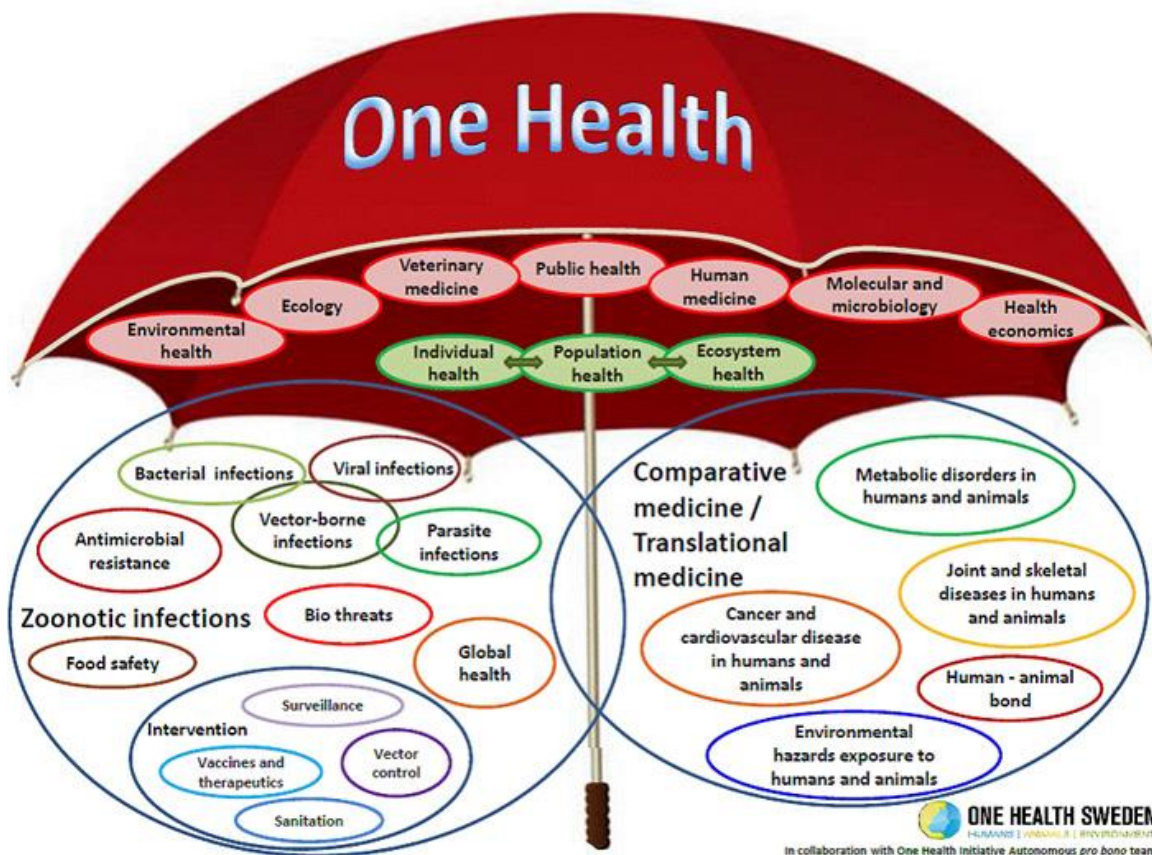 One Health
Veterinary
medicine
Public health
Human
medicine
Ecology
Molecular and
microbiology
Environmental
health
Health
economics
Individual
health
Population
health
Ecosystem
health
Bacterial infections
Viral infections
Vector-borne
infections
Parasite
infections
Antimicrobial
resistance
Bio threats
Zoonotic infections
Food safety
Global
health
Surveillance
Intervention
Vaccines and
therapeutics
Vector
control
Sanitation
Comparative
medicine /
Translational
medicine
Metabolic disorders in
humans and animals
Joint and skeletal
diseases in humans
and animals
Cancer and
cardiovascular disease
in humans and
animals
Human - animal
bond
Environmental
hazards exposure to
humans and animals
ONE HEALTH SWEDEN
HUMANS | ANIMALS | ENVIRONMENT
In collaboration with One Health Initiative Autonomous pro bono team